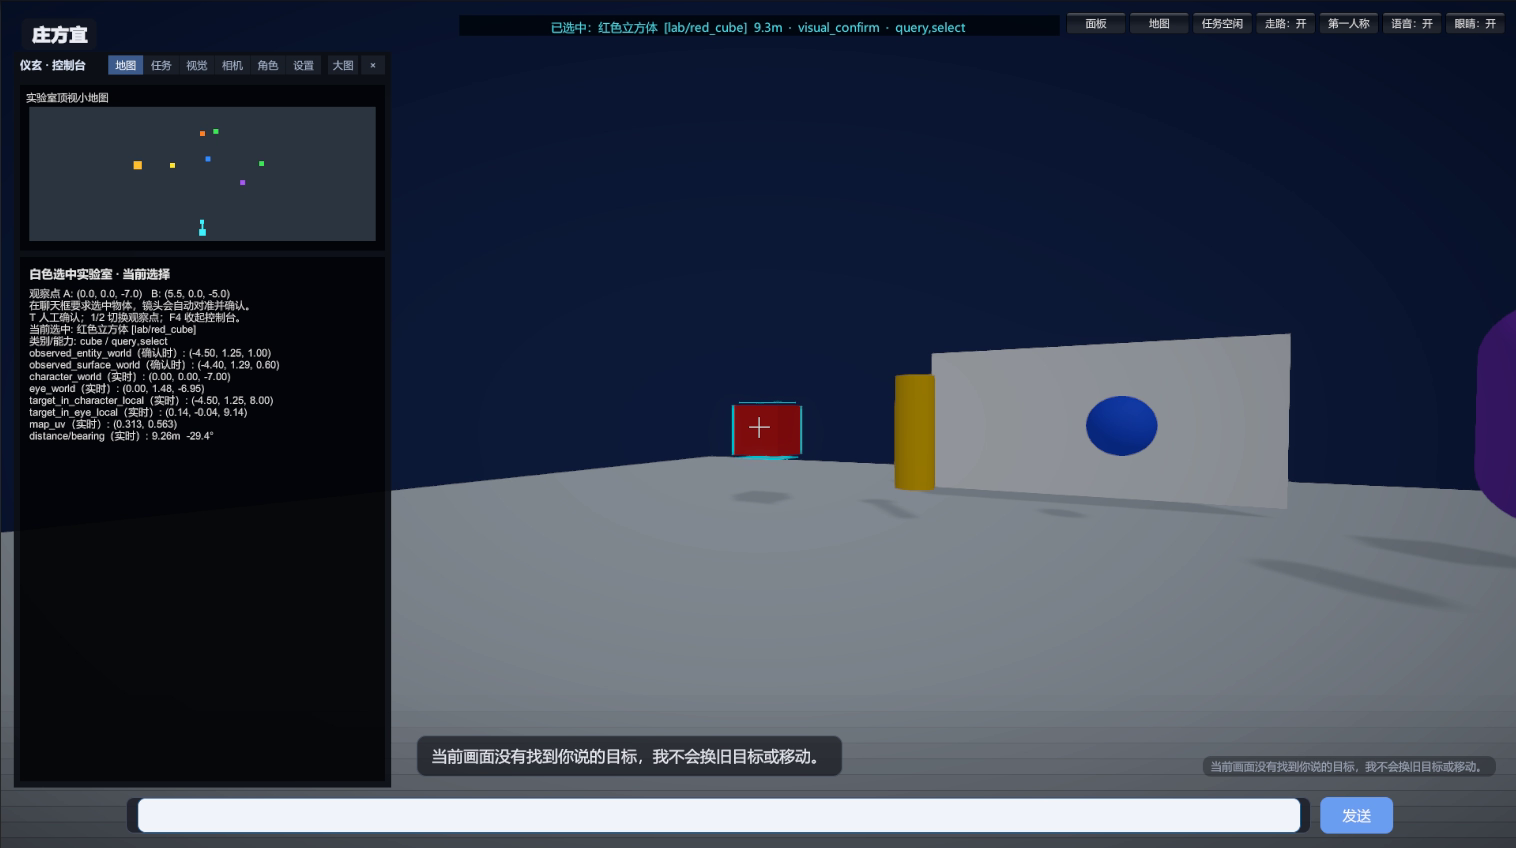 庄方宜
已选中：红色立方体 [lab/red_cube] 9.3m · visual_confirm · query,select
面板
地图
任务空闲
走路：开
第一人称
语音：开
眼睛：开
仪玄 · 控制台
地图
任务
视觉
相机
角色
设置
大图
×
实验室顶视小地图
白色选中实验室 · 当前选择
观察点 A: (0.0, 0.0, -7.0) B: (5.5, 0.0, -5.0)
在聊天框要求选中物体，镜头会自动对准并确认。
T 人工确认；1/2 切换观察点；F4 收起控制台。
当前选中: 红色立方体 [lab/red_cube]
类别/能力: cube / query,select
observed_entity_world（确认时）: (-4.50, 1.25, 1.00)
observed_surface_world（确认时）: (-4.40, 1.29, 0.60)
character_world（实时）: (0.00, 0.00, -7.00)
eye_world（实时）: (0.00, 1.48, -6.95)
target_in_character_local（实时）: (-4.50, 1.25, 8.00)
target_in_eye_local（实时）: (0.14, -0.04, 9.14)
map_uv（实时）: (0.313, 0.563)
distance/bearing（实时）: 9.26m -29.4°
当前画面没有找到你说的目标，我不会换旧目标或移动。
当前画面没有找到你说的目标，我不会换旧目标或移动。
发送